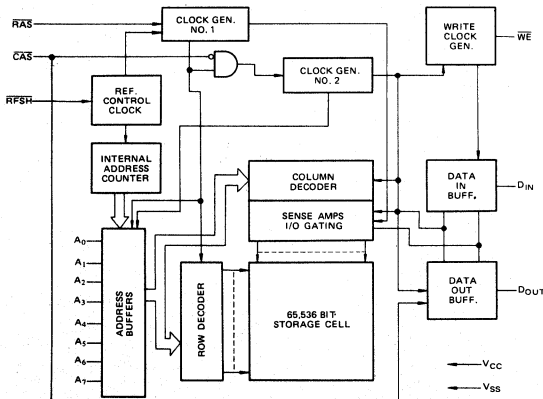 RAS
CLOCK GEN.
NO. 1
WRITE
CLOCK
GEN.
WE
CAS
CLOCK GEN.
NO. 2
RFSH
REF.
CONTROL
CLOCK
INTERNAL
ADDRESS
COUNTER
COLUMN
DECODER
DATA
IN
BUFF.
DIN
SENSE AMPS
I/O GATING
A0
A1
A2
A3
A4
A5
A6
A7
ADDRESS
BUFFERS
ROW DECODER
65,536 BIT-
STORAGE CELL
DATA
OUT
BUFF.
DOUT
VCC
VSS